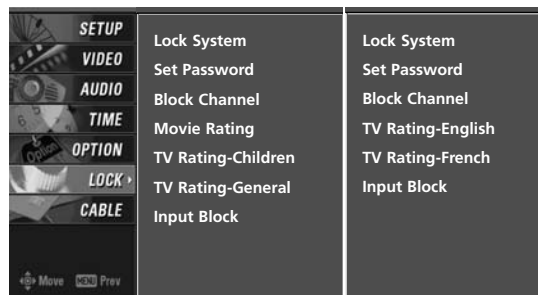 SETUP
VIDEO
AUDIO
TIME
OPTION
LOCK
CABLE
Move MENU Prev
Lock System
Set Password
Block Channel
Movie Rating
TV Rating-Children
TV Rating-General
Input Block
Lock System
Set Password
Block Channel
TV Rating-English
TV Rating-French
Input Block